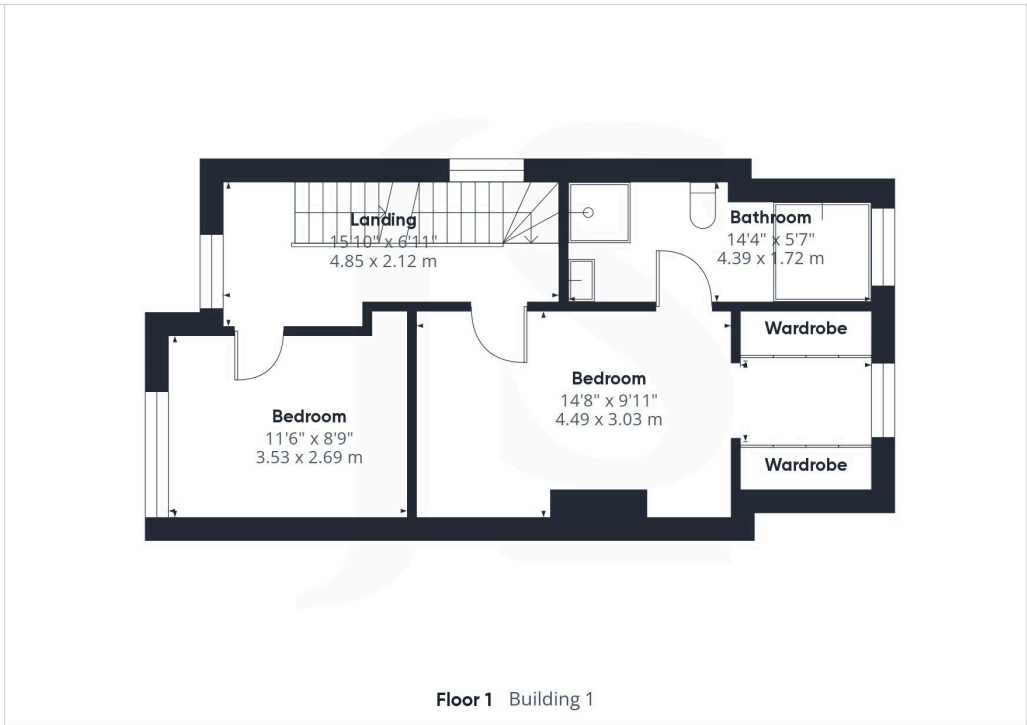 Landing
15'10" x 6'11"
4.85 x 2.12 m
Bathroom
14'4" x 5'7"
4.39 x 1.72 m
Wardrobe
Bedroom
14'8" x 9'11"
4.49 x 3.03 m
Bedroom
11'6" x 8'9"
3.53 x 2.69 m
Wardrobe
Floor 1 Building 1
JS